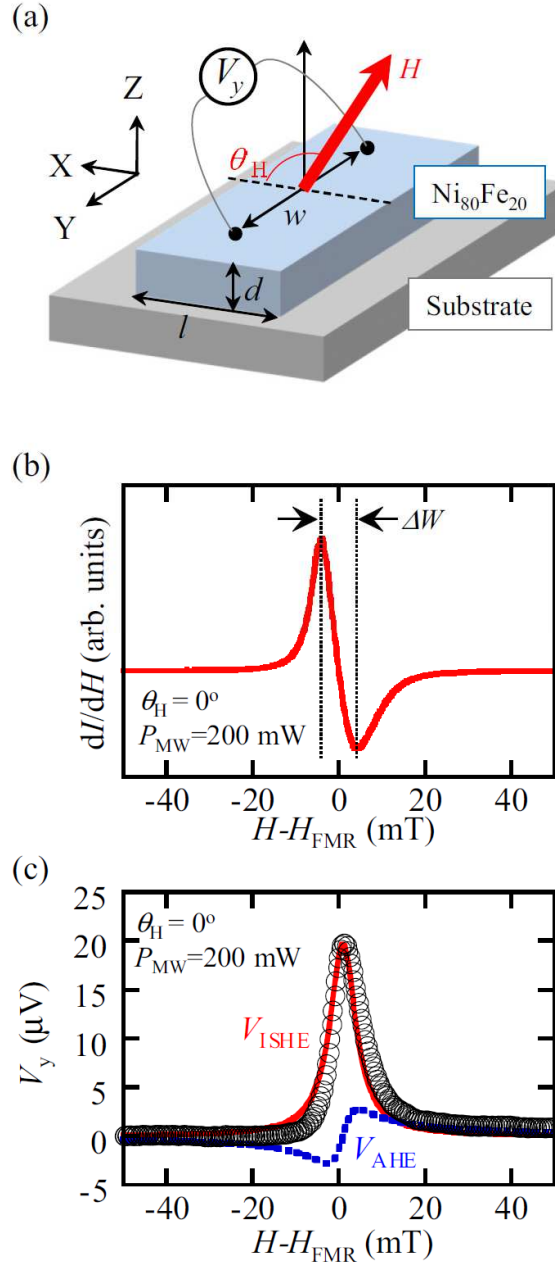 (a)
V_y
H
Z
X
Y
θ_H
w
Ni₈₀Fe₂₀
d
l
Substrate
(b)
ΔW
dI/dH (arb. units)
θ_H = 0°
P_MW=200 mW
-40 -20 0 20 40
H-H_FMR (mT)
(c)
25
20
15
10
5
0
-5
V_y (μV)
θ_H = 0°
P_MW=200 mW
V_ISHE
V_AHE
-40 -20 0 20 40
H-H_FMR (mT)